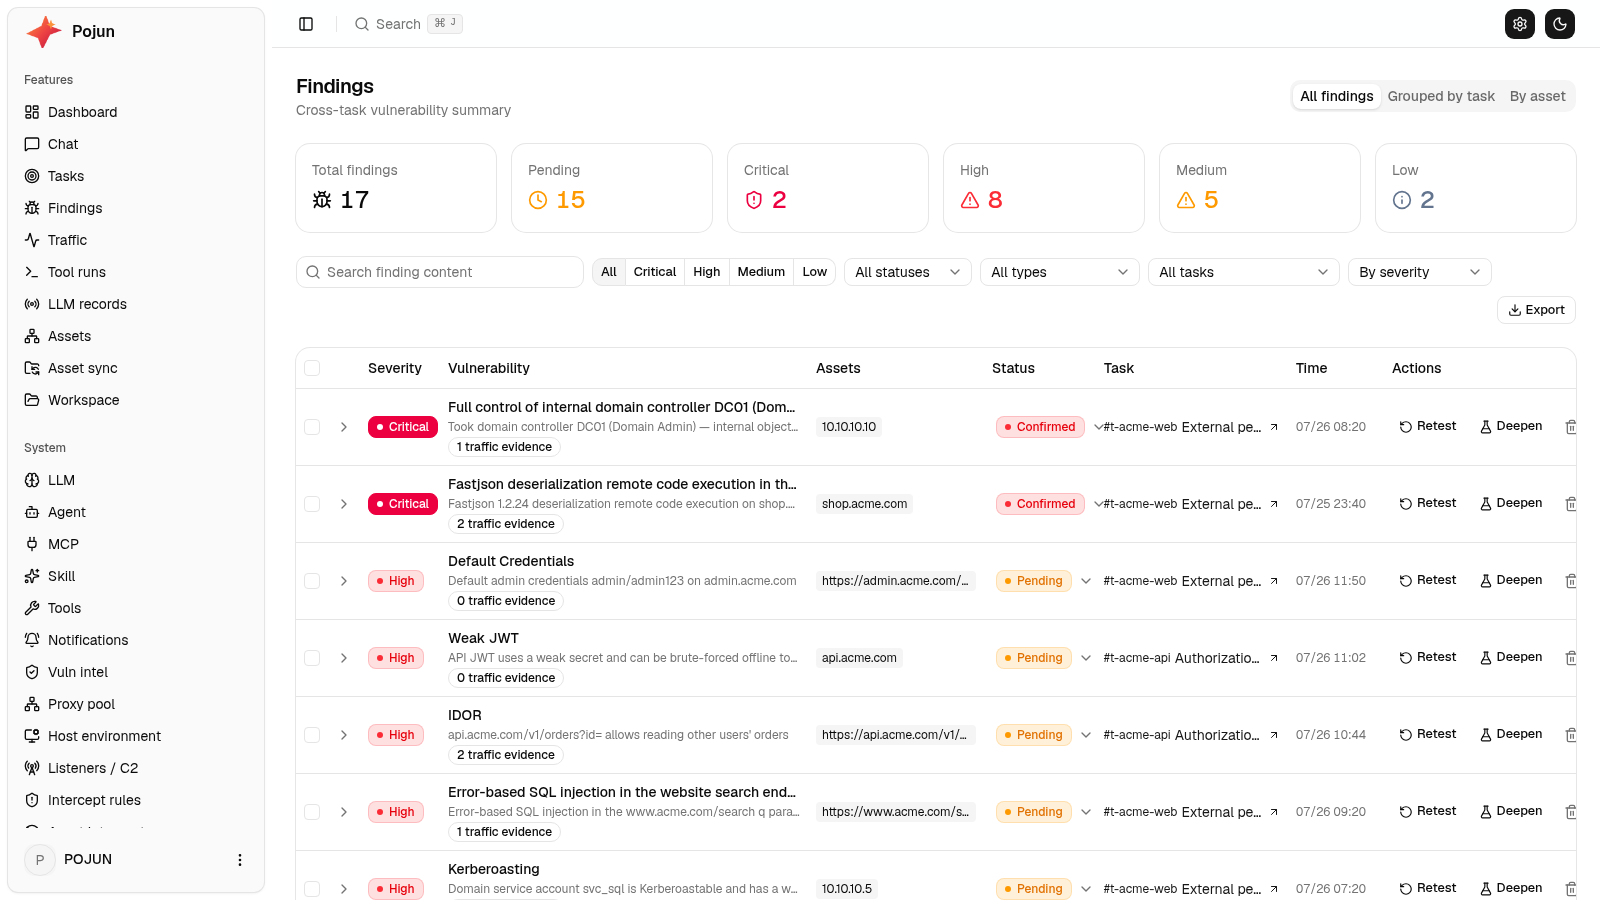 Pojun
Search ⌘ J
Features
Dashboard
Chat
Tasks
Findings
Traffic
Tool runs
LLM records
Assets
Asset sync
Workspace
System
LLM
Agent
MCP
Skill
Tools
Notifications
Vuln intel
Proxy pool
Host environment
Listeners / C2
Intercept rules
P POJUN
Findings
Cross-task vulnerability summary
All findings Grouped by task By asset
Total findings
17
Pending
15
Critical
2
High
8
Medium
5
Low
2
Search finding content
All Critical High Medium Low
All statuses
All types
All tasks
By severity
Export
Severity Vulnerability Assets Status Task Time Actions
Full control of internal domain controller DC01 (Dom...
Critical Took domain controller DC01 (Domain Admin) — internal object... 10.10.10.10 Confirmed #t-acme-web External pe... 07/26 08:20 Retest Deepen
1 traffic evidence
Fastjson deserialization remote code execution in th...
Critical Fastjson 1.2.24 deserialization remote code execution on shop.... shop.acme.com Confirmed #t-acme-web External pe... 07/25 23:40 Retest Deepen
2 traffic evidence
Default Credentials
High Default admin credentials admin/admin123 on admin.acme.com https://admin.acme.com/... Pending #t-acme-web External pe... 07/26 11:50 Retest Deepen
0 traffic evidence
Weak JWT
High API JWT uses a weak secret and can be brute-forced offline to... api.acme.com Pending #t-acme-api Authorizatio... 07/26 11:02 Retest Deepen
0 traffic evidence
IDOR
High api.acme.com/v1/orders?id= allows reading other users' orders https://api.acme.com/v1/... Pending #t-acme-api Authorizatio... 07/26 10:44 Retest Deepen
2 traffic evidence
Error-based SQL injection in the website search end...
High Error-based SQL injection in the www.acme.com/search q para... https://www.acme.com/s... Pending #t-acme-web External pe... 07/26 09:20 Retest Deepen
1 traffic evidence
Kerberoasting
High Domain service account svc_sql is Kerberoastable and has a w... 10.10.10.5 Pending #t-acme-web External pe... 07/26 07:20 Retest Deepen